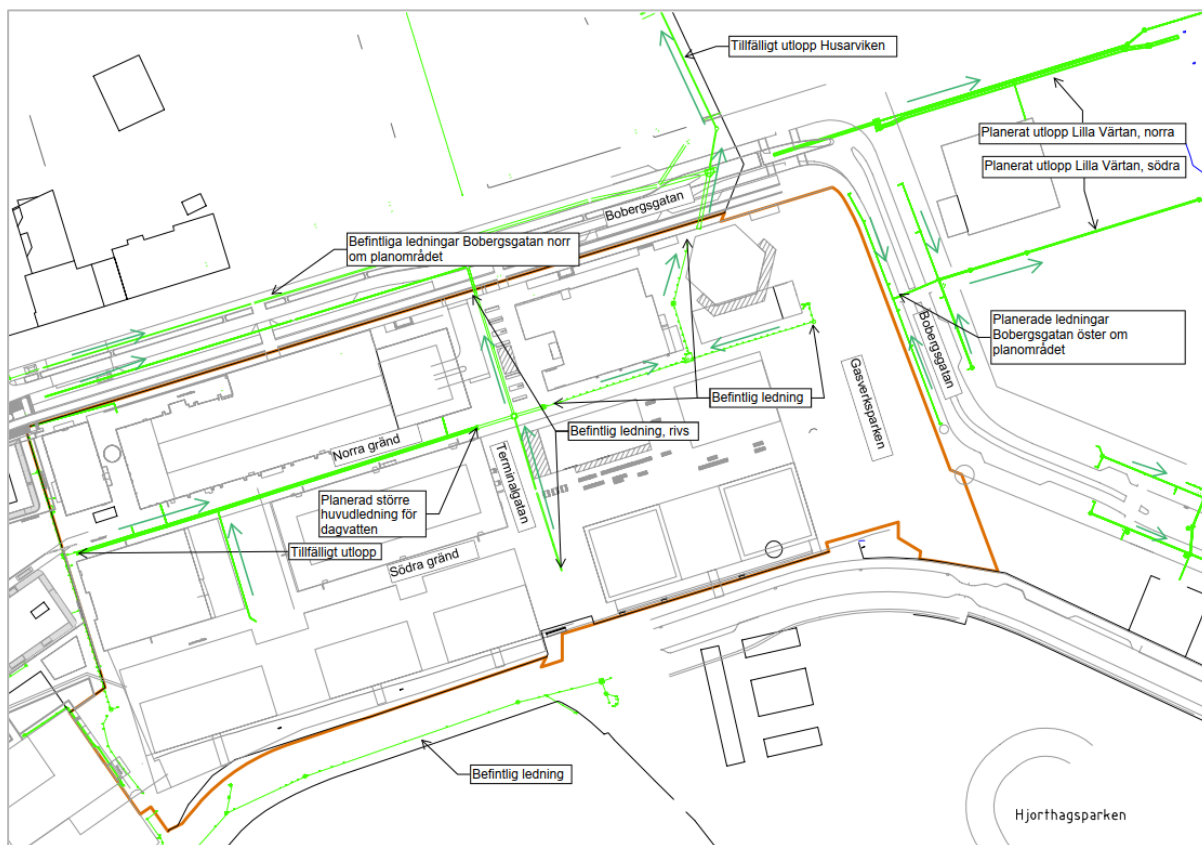 Tillfälligt utlopp Husarviken
Planerat utlopp Lilla Värtan, norra
Planerat utlopp Lilla Värtan, södra
Bobergsgatan
Befintliga ledningar Bobergsgatan norr
om planområdet
Planerade ledningar
Bobergsgatan öster om
planområdet
Bobergsgatan
Gasverksparken
Befintlig ledning
Befintlig ledning, rivs
Norra gränd
Terminalgatan
Planerad större
huvudledning för
dagvatten
Tillfälligt utlopp
Södra gränd
Befintlig ledning
Hjorthagsparken